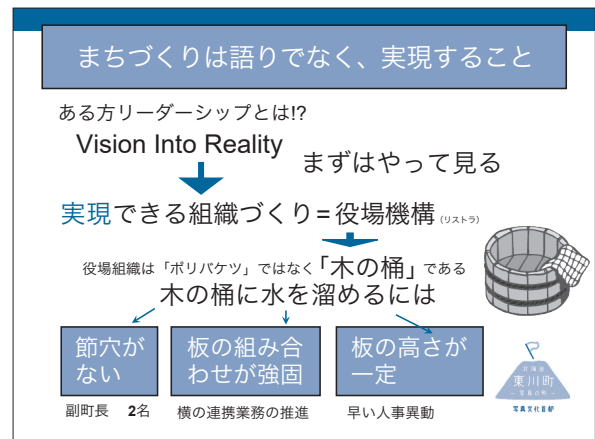 まちづくりは語りでなく、実現すること
ある方リーダーシップとは!?
Vision Into Reality
まずはやって見る
実現できる組織づくり=役場機構(リストラ)
役場組織は「ポリバケツ」ではなく「木の桶」である
木の桶に水を溜めるには
節穴が
ない
板の組み合
わせが強固
板の高さが
一定
副町長 2名
横の連携業務の推進
早い人事異動
北海道
東川町
写真の町
写真文化首都